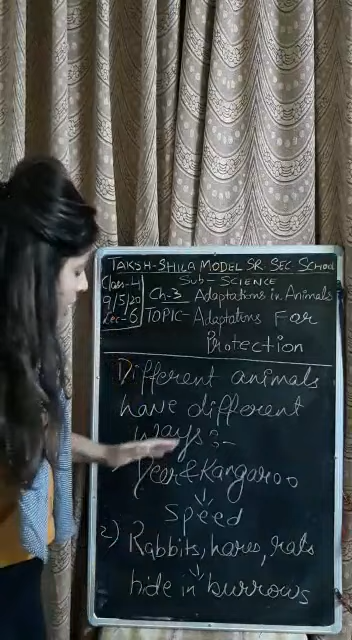 TAKSH-SHILA MODEL SR. SEC SCHOOL
Class-4 Sub- SCIENCE
9/5/20 Ch-3 Adaptations in Animals
Lec-6 TOPIC- Adaptations For
Protection
Different animals
have different
ways:-
Deer & Kangaroo
↓
Speed
2) Rabbits, hares, rats
↓
hide in burrows